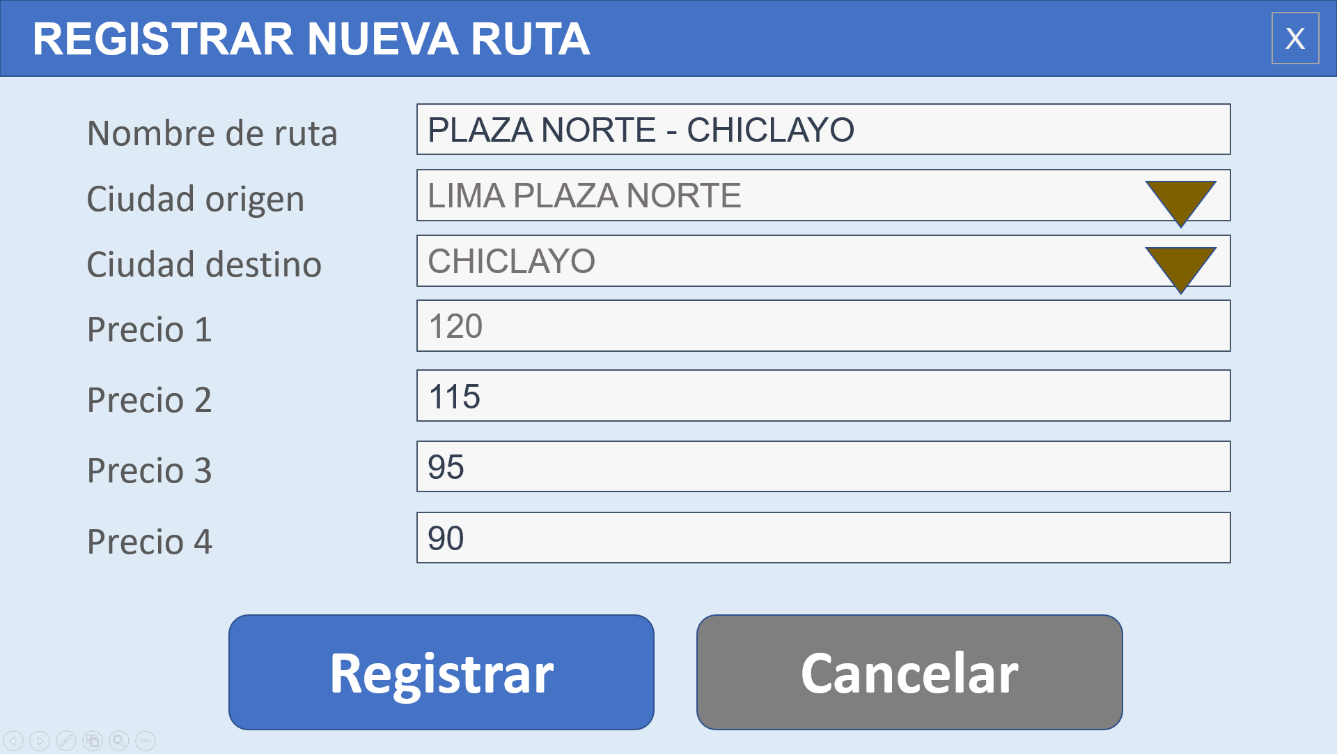 REGISTRAR NUEVA RUTA X
Nombre de ruta PLAZA NORTE - CHICLAYO
Ciudad origen LIMA PLAZA NORTE
Ciudad destino CHICLAYO
Precio 1 120
Precio 2 115
Precio 3 95
Precio 4 90
Registrar Cancelar